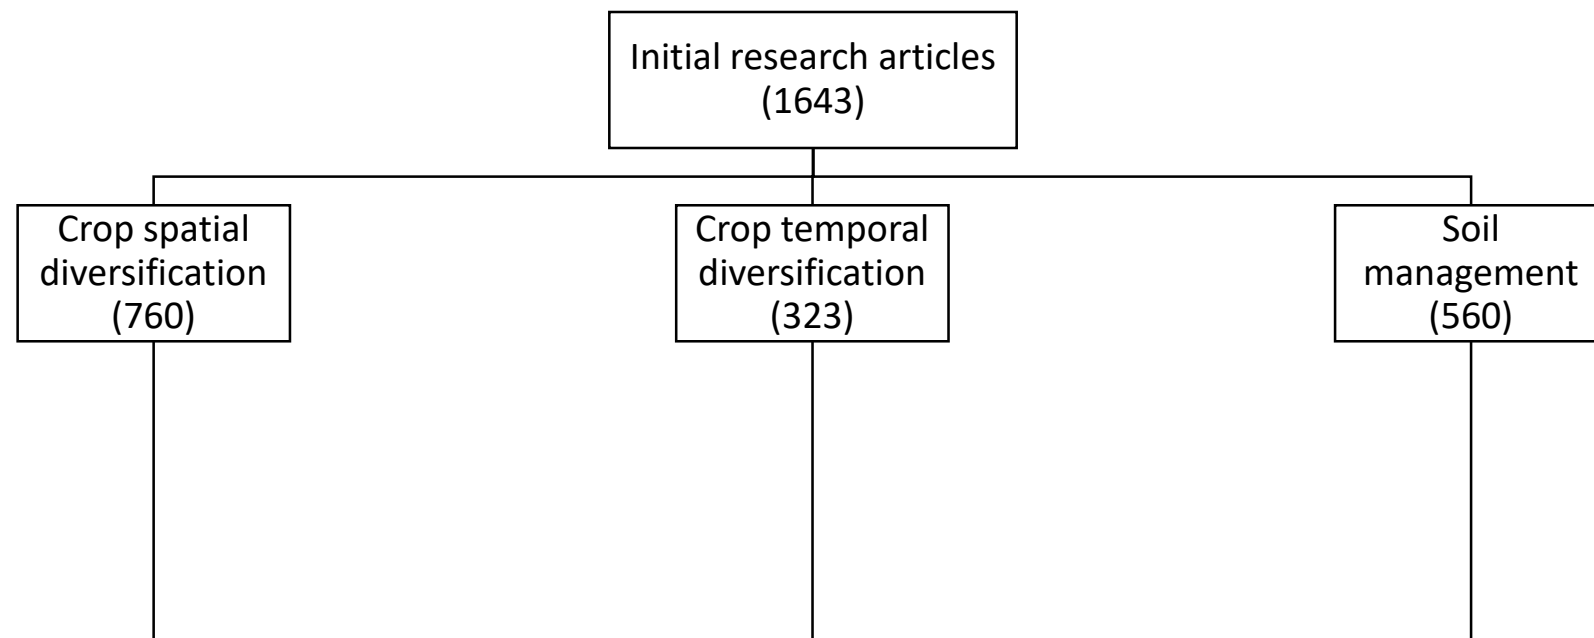 Initial research articles
(1643)
Crop spatial
diversification
(760)
Crop temporal
diversification
(323)
Soil
management
(560)